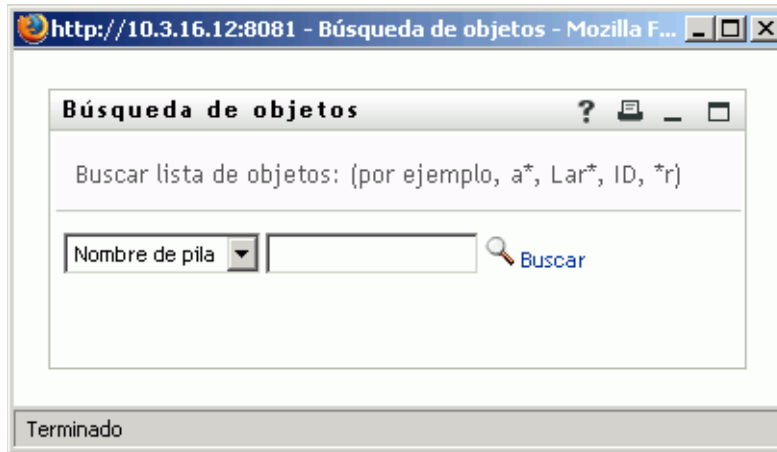 http://10.3.16.12:8081 - Búsqueda de objetos - Mozilla F...
Búsqueda de objetos
Buscar lista de objetos: (por ejemplo, a*, Lar*, ID, *r)
Nombre de pila Buscar
Terminado